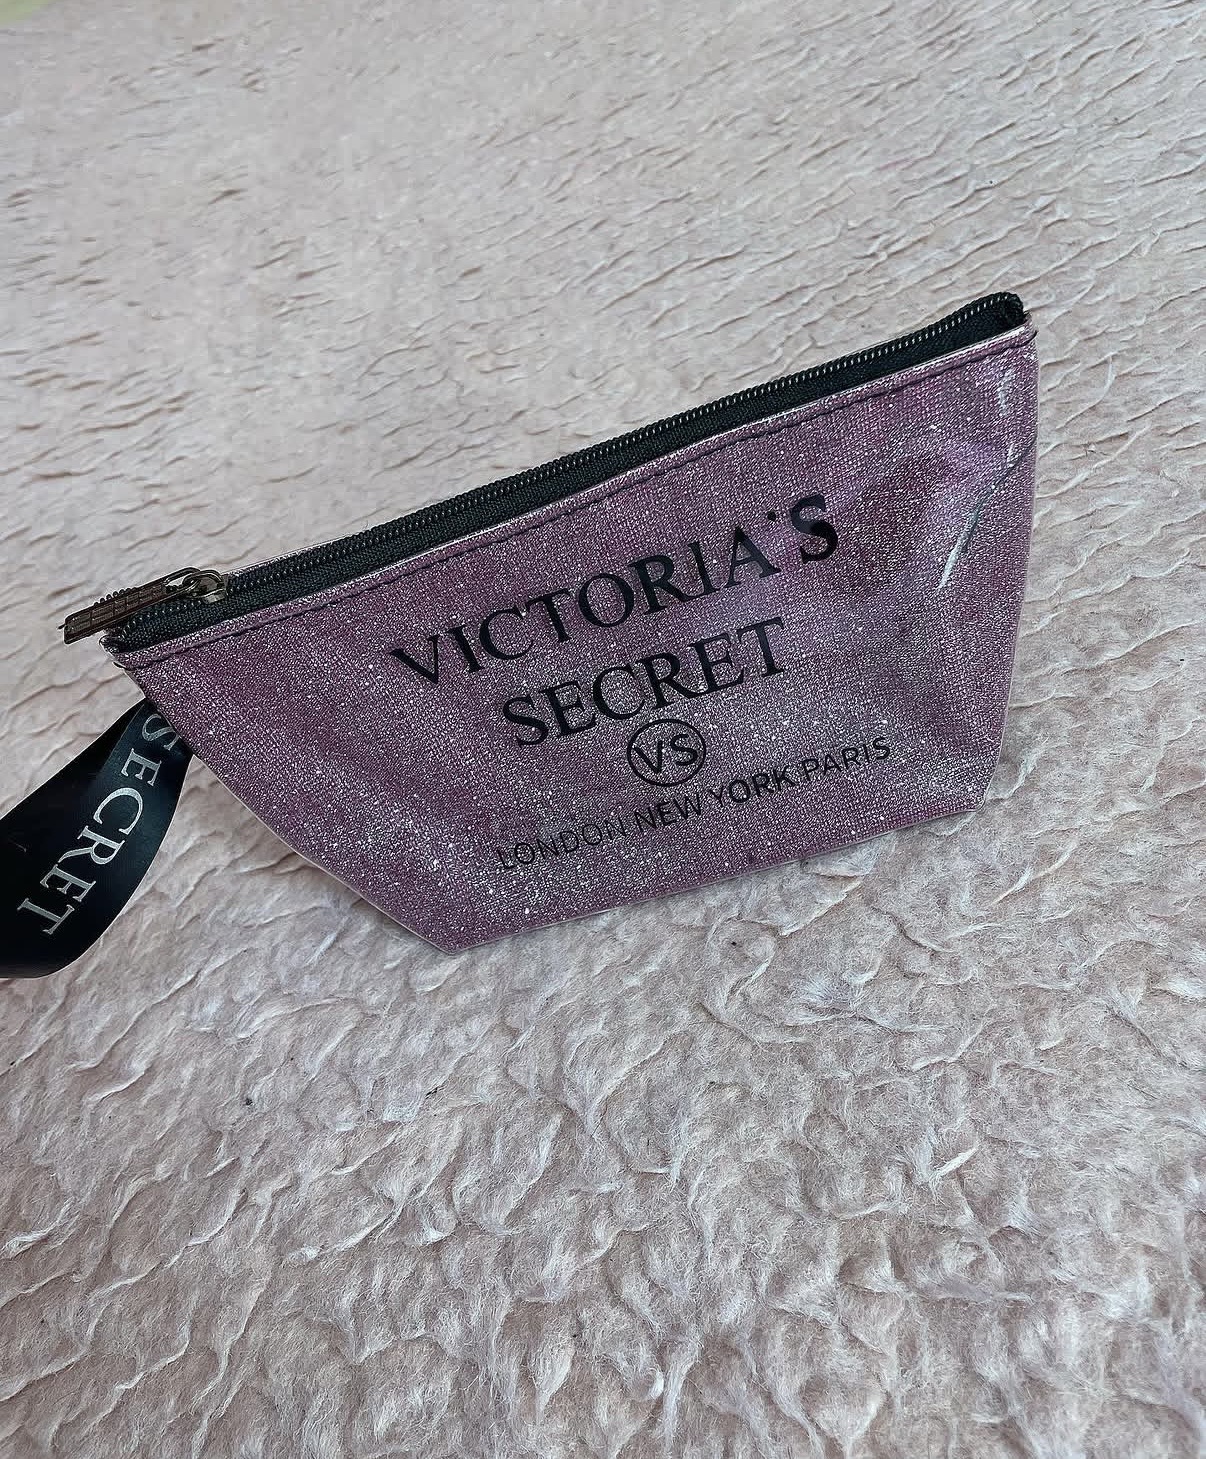 VICTORIA'S
SECRET
VS
LONDON NEW YORK PARIS
SECRET